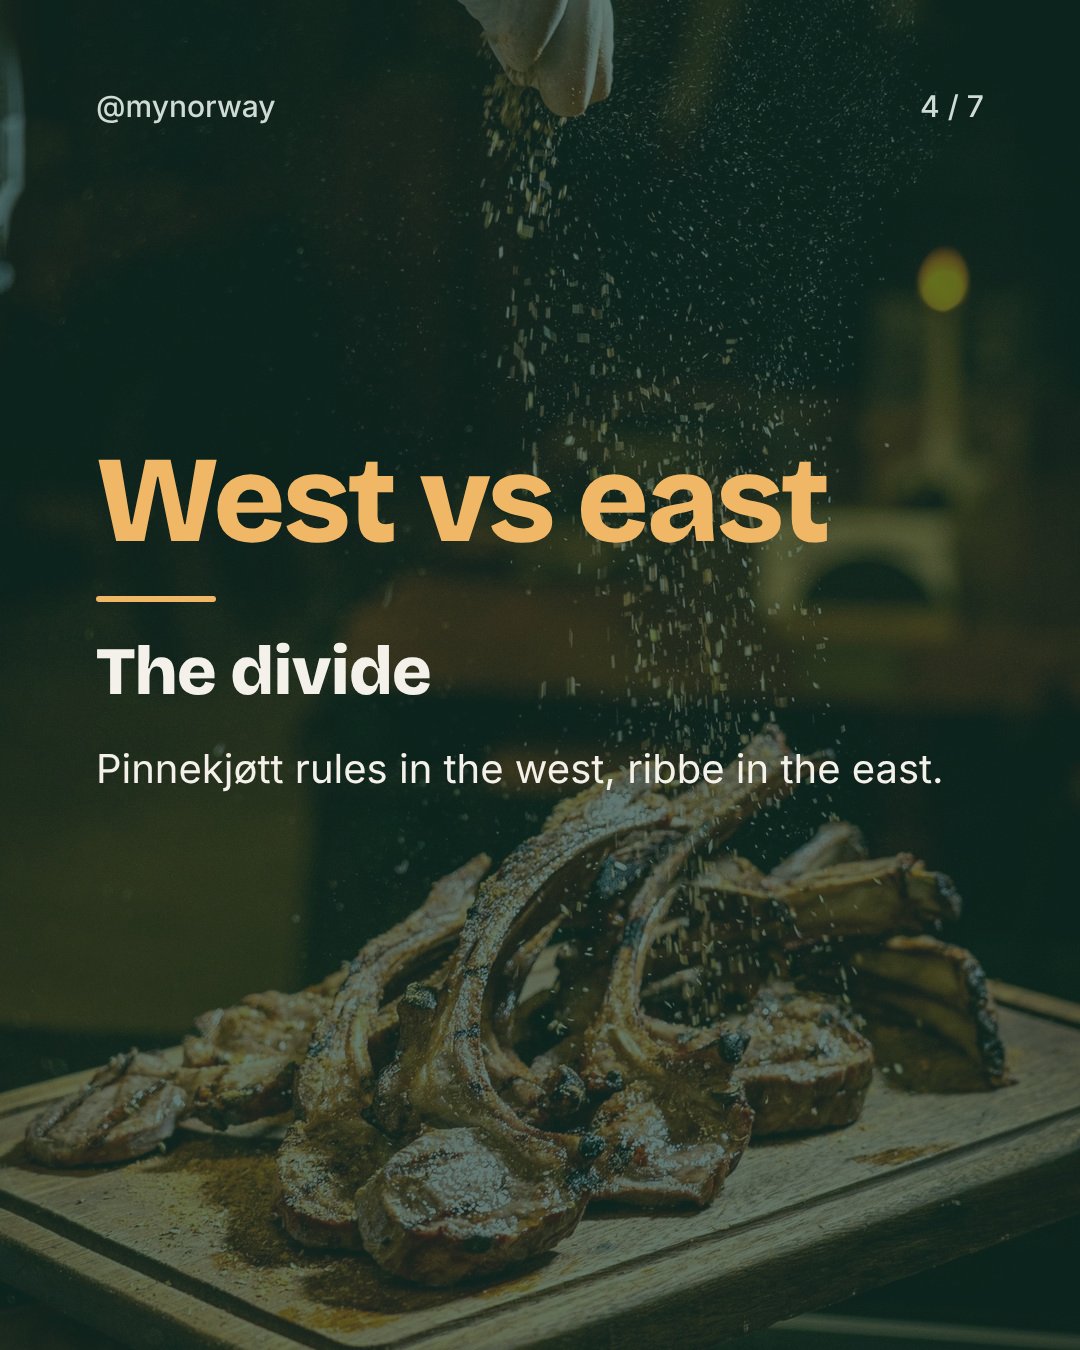 @mynorway
4 / 7
West vs east
The divide
Pinnekjøtt rules in the west, ribbe in the east.